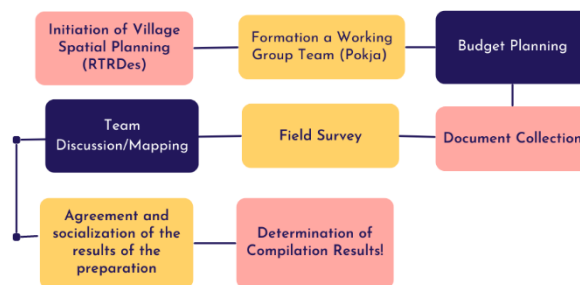 Initiation of Village
Spatial Planning
(RTRDes)
Formation a Working
Group Team (Pokja)
Budget Planning
Document Collection
Field Survey
Team
Discussion/Mapping
Agreement and
socialization of the
results of the
preparation
Determination of
Compilation Results!